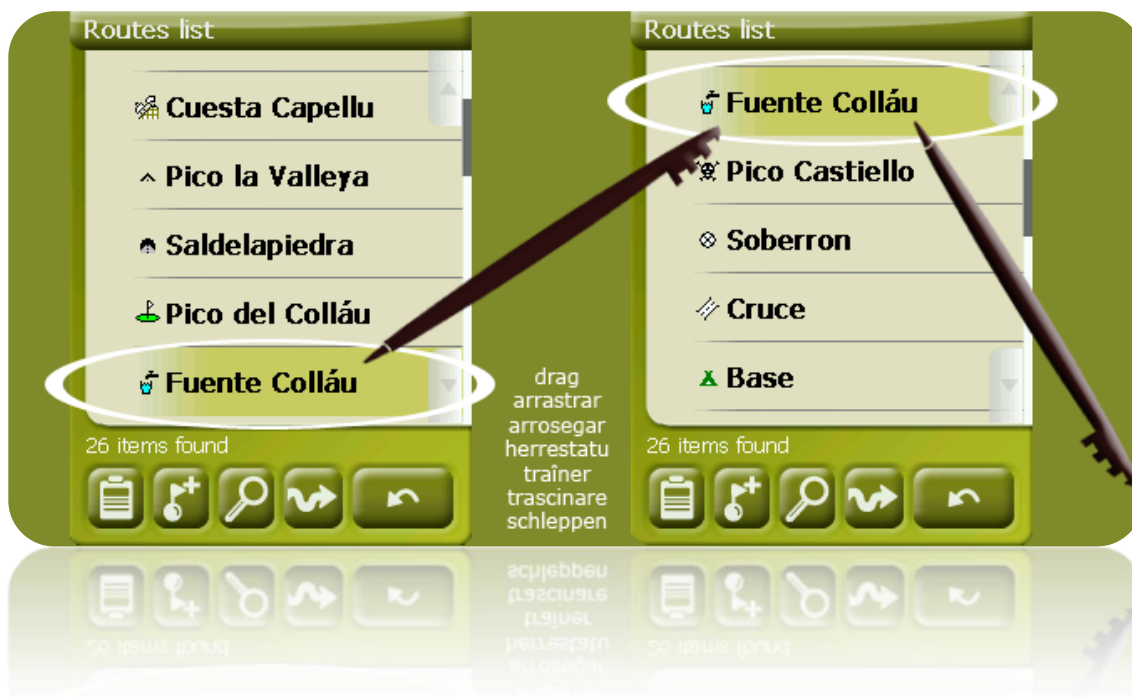 Routes list
Cuesta Capellu
Pico la Valleya
Saldelapiedra
Pico del Colláu
Fuente Colláu
26 items found
drag
arrastrar
arrosegar
herrestatu
traîner
trascinare
schleppen
Routes list
Fuente Colláu
Pico Castiello
Soberron
Cruce
Base
26 items found